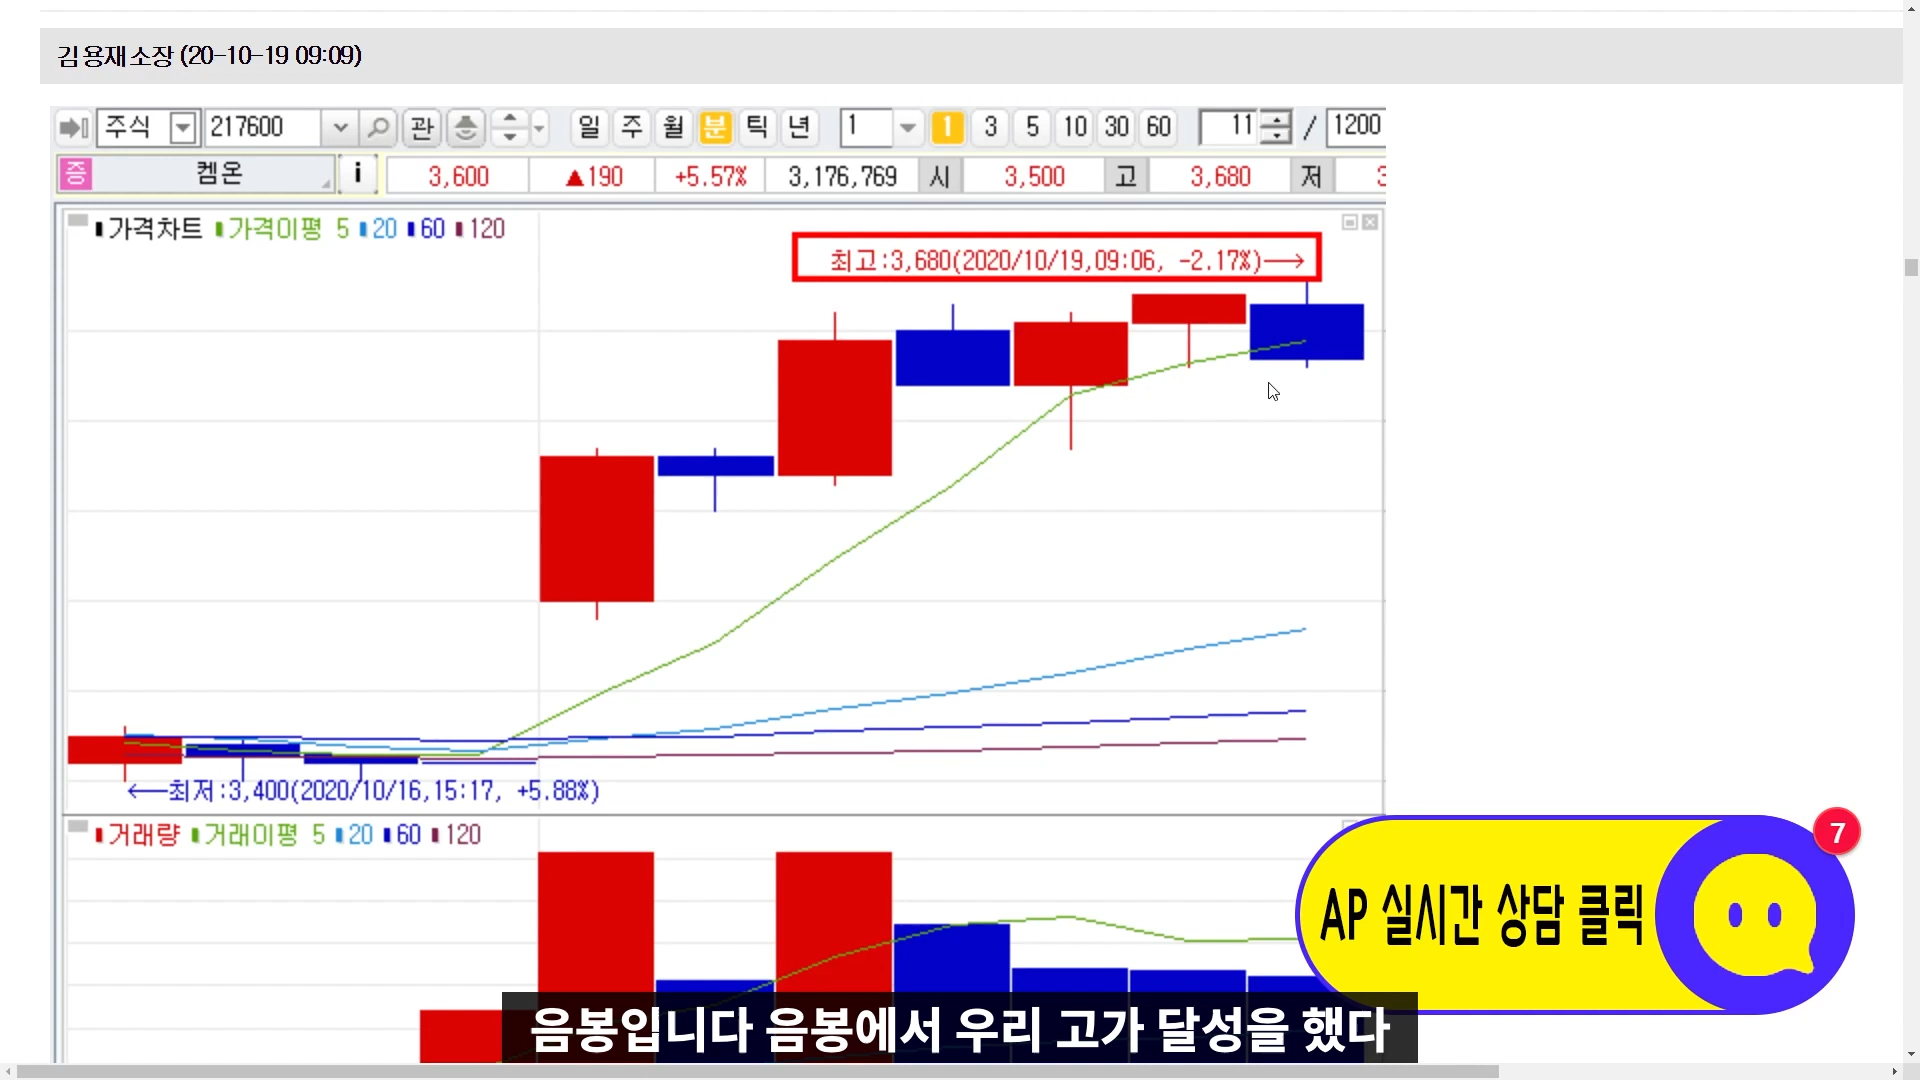 김용재소장 (20-10-19 09:09)
주식 217600 관 일 주 월 분 틱 년 1 1 3 5 10 30 60 11 / 1200
증 켐온 i 3,600 ▲190 +5.57% 3,176,769 시 3,500 고 3,680 저
가격차트 가격이평 5 20 60 120
최고:3,680(2020/10/19,09:06, -2.17%)→
←최저:3,400(2020/10/16,15:17, +5.88%)
거래량 거래이평 5 20 60 120
7
AP 실시간 상담 클릭
음봉입니다 음봉에서 우리 고가 달성을 했다